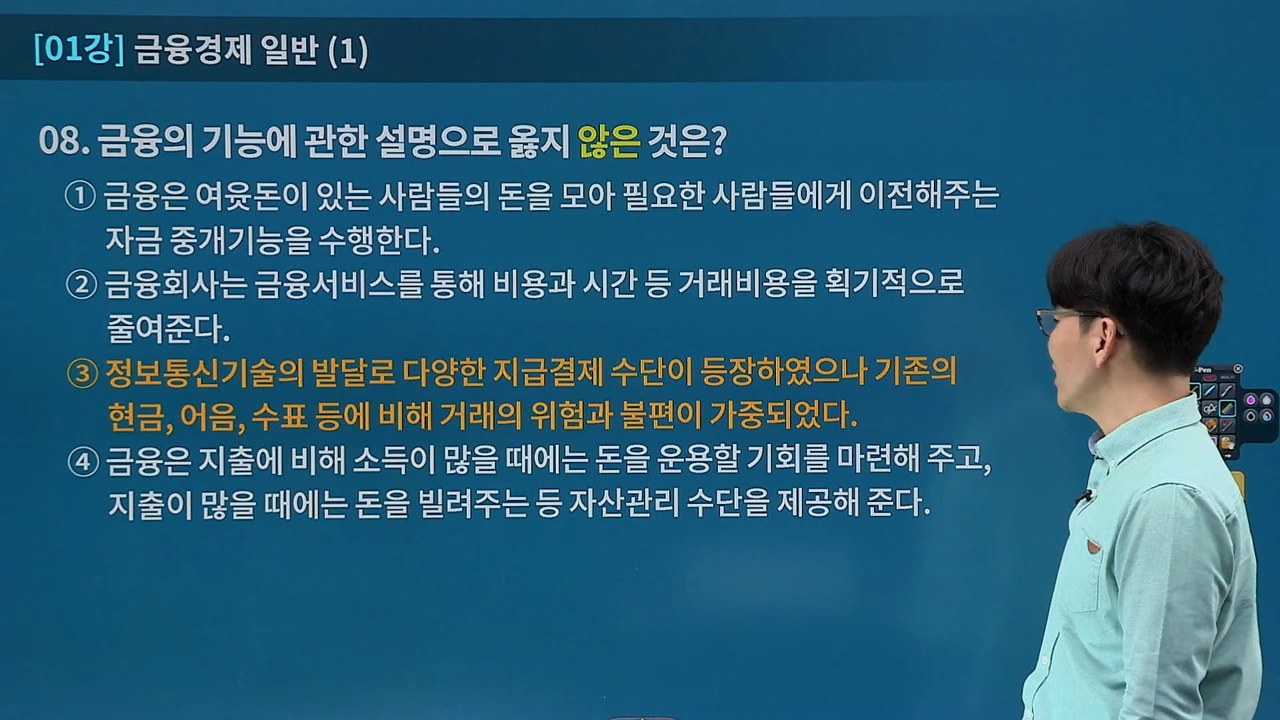 [01강] 금융경제 일반 (1)
08. 금융의 기능에 관한 설명으로 옳지 않은 것은?
① 금융은 여윳돈이 있는 사람들의 돈을 모아 필요한 사람들에게 이전해주는
자금 중개기능을 수행한다.
② 금융회사는 금융서비스를 통해 비용과 시간 등 거래비용을 획기적으로
줄여준다.
③ 정보통신기술의 발달로 다양한 지급결제 수단이 등장하였으나 기존의
현금, 어음, 수표 등에 비해 거래의 위험과 불편이 가중되었다.
④ 금융은 지출에 비해 소득이 많을 때에는 돈을 운용할 기회를 마련해 주고,
지출이 많을 때에는 돈을 빌려주는 등 자산관리 수단을 제공해 준다.